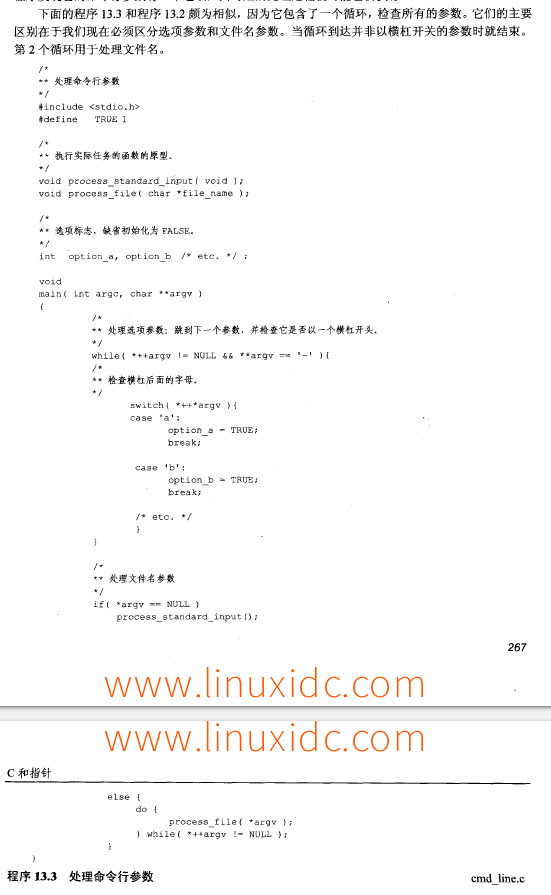 下面的程序 13.3 和程序 13.2 颇为相似，因为它包含了一个循环，检查所有的参数。它们的主要
区别在于我们现在必须区分选项参数和文件名参数。当循环到达并非以横杠开关的参数时就结束。
第 2 个循环用于处理文件名。
/*
** 处理命令行参数
*/
#include <stdio.h>
#define TRUE 1
/*
** 执行实际任务的函数的原型.
*/
void process_standard_input( void );
void process_file( char *file_name );
/*
** 选项标志，缺省初始化为 FALSE。
*/
int option_a, option_b /* etc. */ ;
void
main( int argc, char **argv )
{
/*
** 处理选项参数：跳到下一个参数，并检查它是否以一个横杠开头。
*/
while( *++argv != NULL && **argv == '-' ){
/*
** 检查横杠后面的字母。
*/
switch( *++*argv ){
case 'a':
option_a = TRUE;
break;
case 'b':
option_b = TRUE;
break;
/* etc. */
}
}
/*
** 处理文件名参数
*/
if( *argv == NULL )
process_standard_input();
267
www.linuxidc.com
www.linuxidc.com
C 和指针
else {
do {
process_file( *argv );
} while( *++argv != NULL );
}
}
程序 13.3 处理命令行参数 cmd_line.c